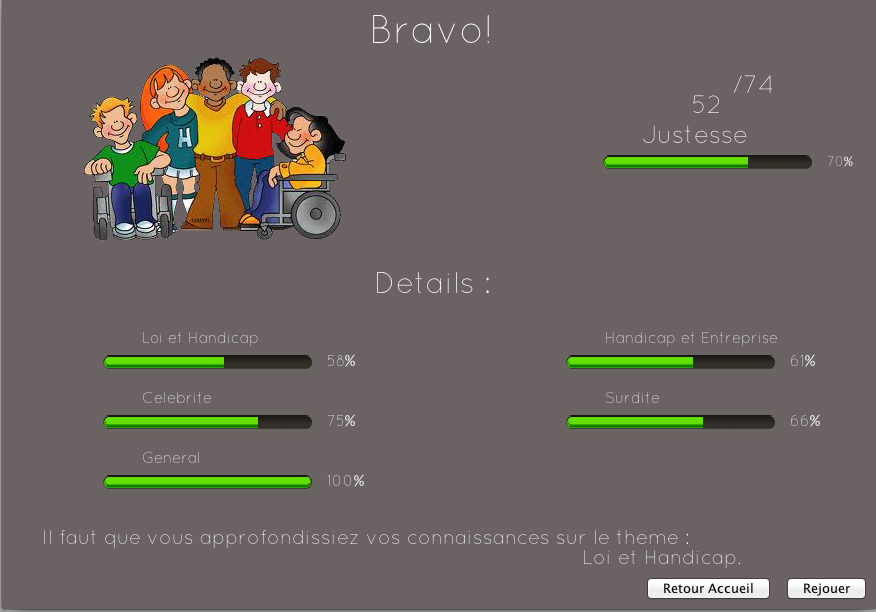 Bravo!
/74
52
Justesse
70%
Details :
Loi et Handicap
58%
Handicap et Entreprise
61%
Celebrite
75%
Surdite
66%
General
100%
Il faut que vous approfondissiez vos connaissances sur le theme :
Loi et Handicap.
Retour Accueil
Rejouer
H